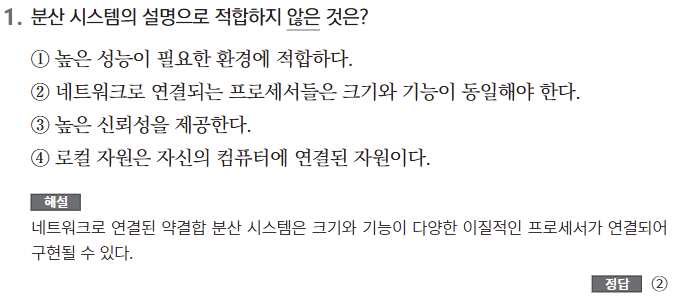 1. 분산 시스템의 설명으로 적합하지 않은 것은?
① 높은 성능이 필요한 환경에 적합하다.
② 네트워크로 연결되는 프로세서들은 크기와 기능이 동일해야 한다.
③ 높은 신뢰성을 제공한다.
④ 로컬 자원은 자신의 컴퓨터에 연결된 자원이다.
해설
네트워크로 연결된 약결합 분산 시스템은 크기와 기능이 다양한 이질적인 프로세서가 연결되어
구현될 수 있다.
정답 ②